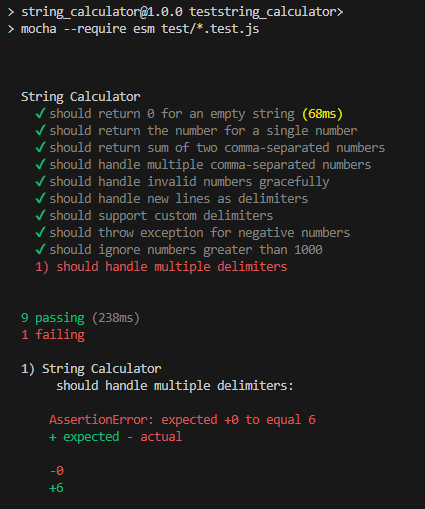 > string_calculator@1.0.0 teststring_calculator>
> mocha --require esm test/*.test.js
String Calculator
✓ should return 0 for an empty string (68ms)
✓ should return the number for a single number
✓ should return sum of two comma-separated numbers
✓ should handle multiple comma-separated numbers
✓ should handle invalid numbers gracefully
✓ should handle new lines as delimiters
✓ should support custom delimiters
✓ should throw exception for negative numbers
✓ should ignore numbers greater than 1000
1) should handle multiple delimiters
9 passing (238ms)
1 failing
1) String Calculator
should handle multiple delimiters:
AssertionError: expected +0 to equal 6
+ expected - actual
-0
+6